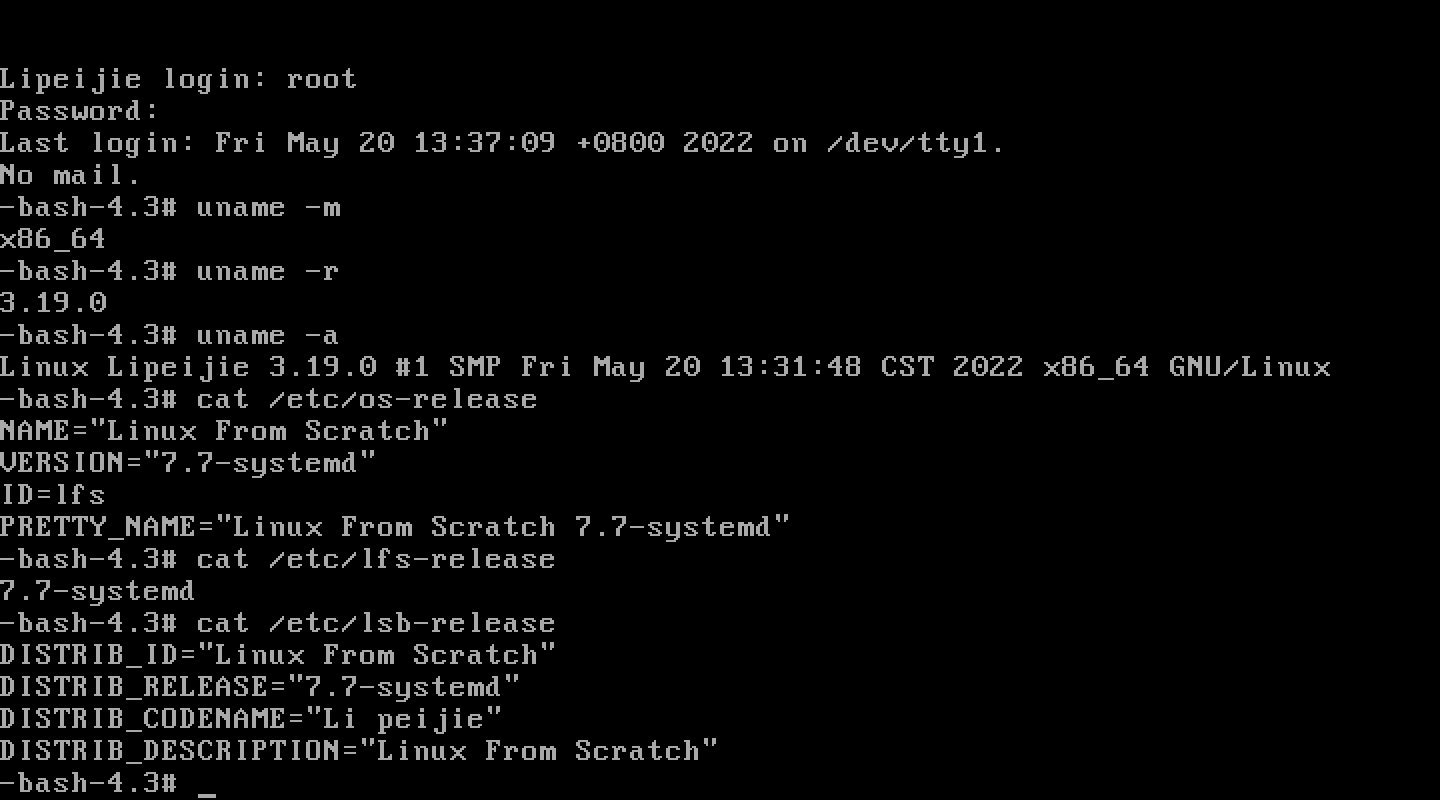 Lipeijie login: root
Password:
Last login: Fri May 20 13:37:09 +0800 2022 on /dev/tty1.
No mail.
-bash-4.3# uname -m
x86_64
-bash-4.3# uname -r
3.19.0
-bash-4.3# uname -a
Linux Lipeijie 3.19.0 #1 SMP Fri May 20 13:31:48 CST 2022 x86_64 GNU/Linux
-bash-4.3# cat /etc/os-release
NAME="Linux From Scratch"
VERSION="7.7-systemd"
ID=lfs
PRETTY_NAME="Linux From Scratch 7.7-systemd"
-bash-4.3# cat /etc/lfs-release
7.7-systemd
-bash-4.3# cat /etc/lsb-release
DISTRIB_ID="Linux From Scratch"
DISTRIB_RELEASE="7.7-systemd"
DISTRIB_CODENAME="Li peijie"
DISTRIB_DESCRIPTION="Linux From Scratch"
-bash-4.3# _